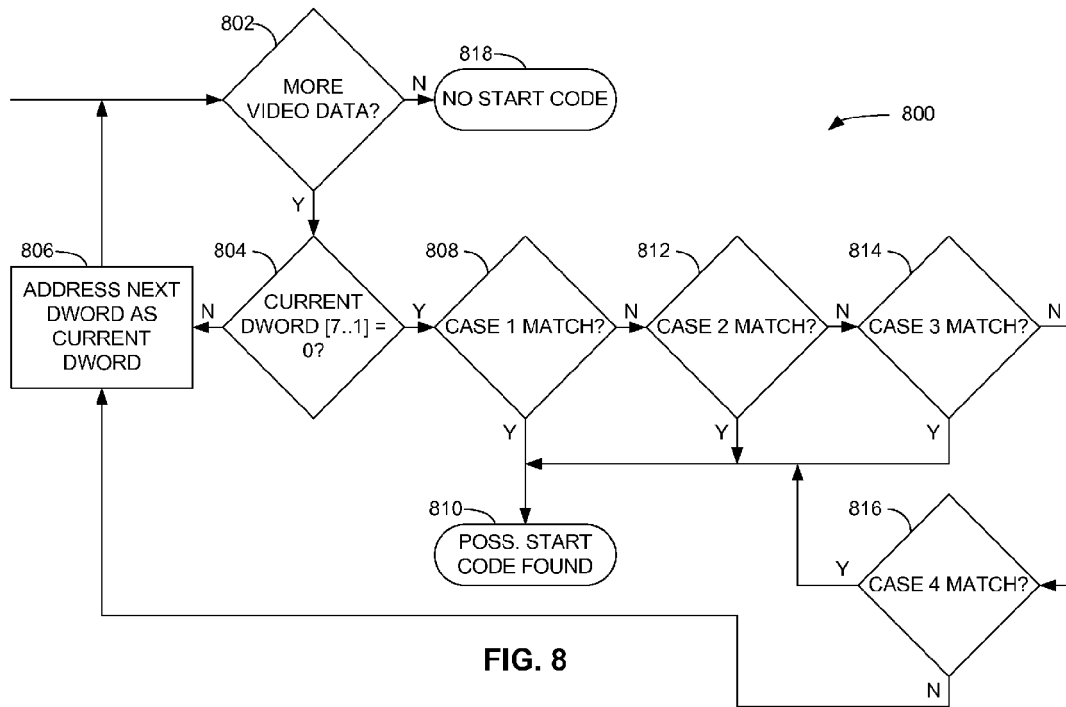 802
MORE
VIDEO DATA?
N
818
NO START CODE
800
Y
806
ADDRESS NEXT
DWORD AS
CURRENT
DWORD
N
804
CURRENT
DWORD [7..1] =
0?
Y
808
CASE 1 MATCH?
N
812
CASE 2 MATCH?
N
814
CASE 3 MATCH?
N
Y
Y
Y
810
POSS. START
CODE FOUND
816
CASE 4 MATCH?
Y
N
FIG. 8